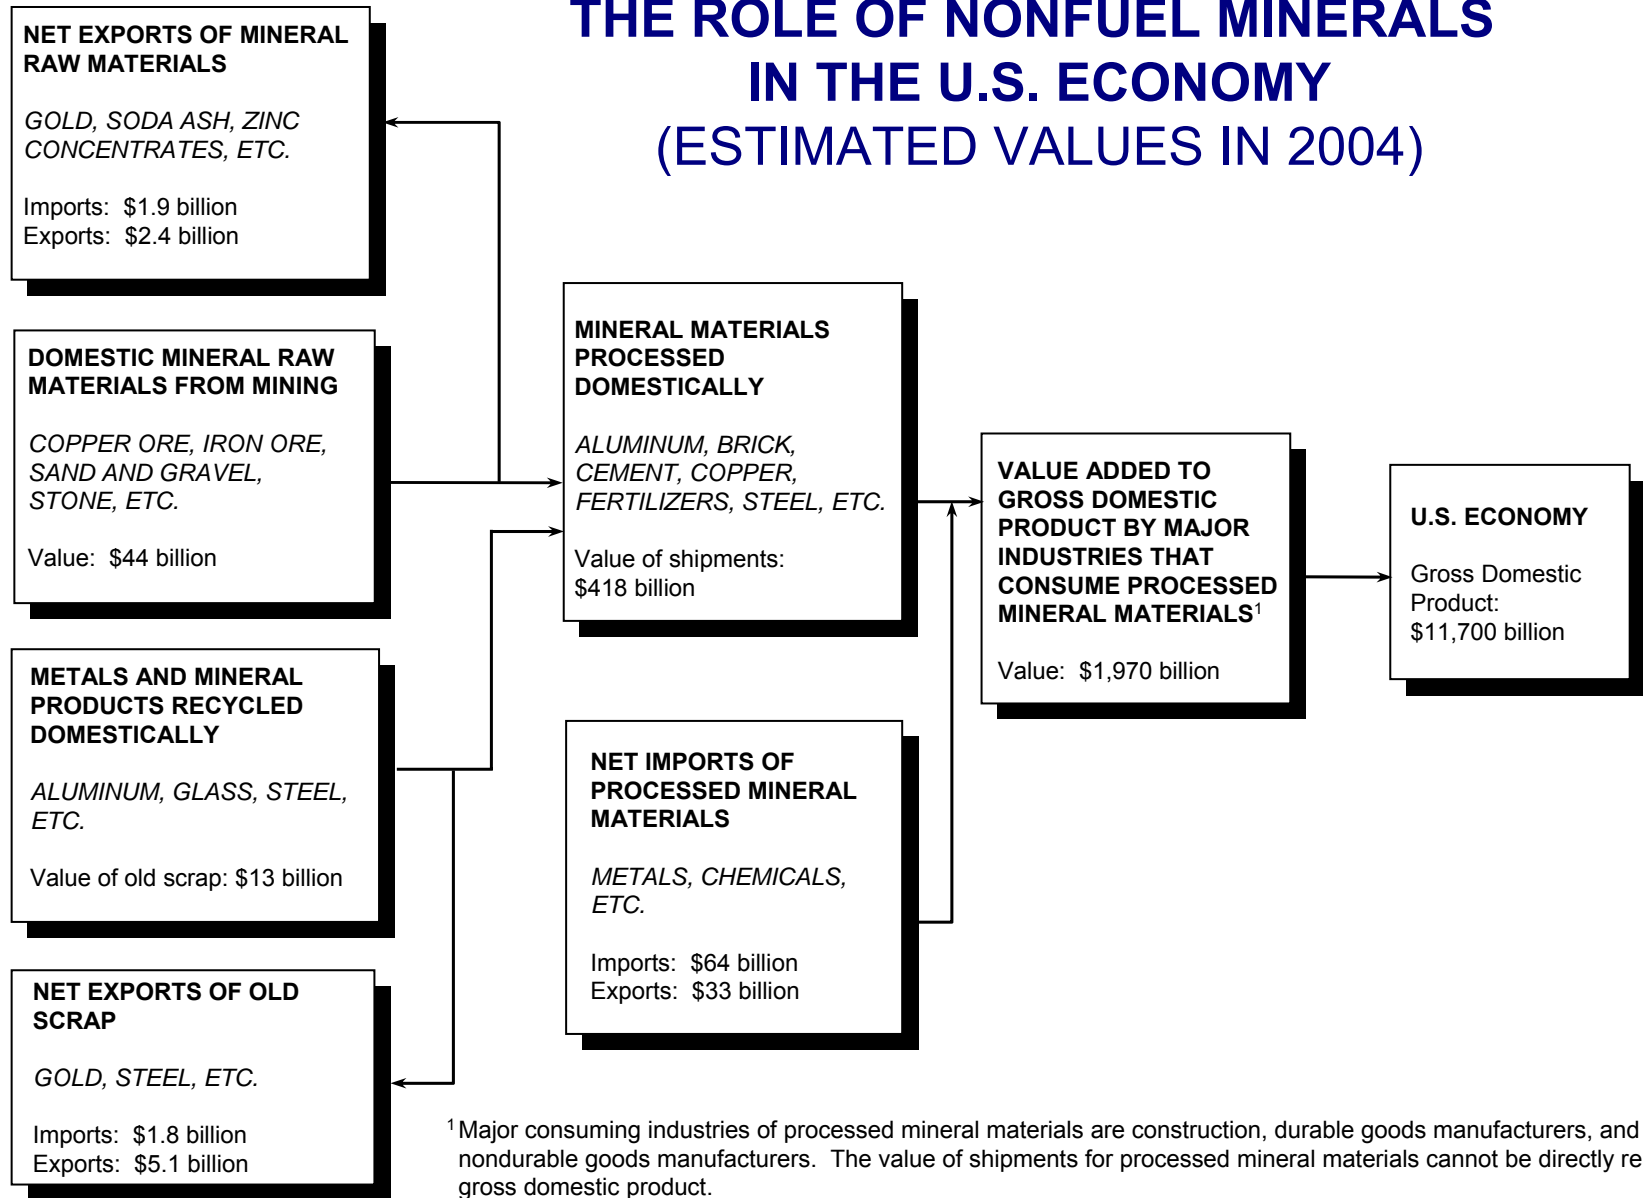 THE ROLE OF NONFUEL MINERALS
IN THE U.S. ECONOMY
(ESTIMATED VALUES IN 2004)
NET EXPORTS OF MINERAL
RAW MATERIALS
GOLD, SODA ASH, ZINC
CONCENTRATES, ETC.
Imports: $1.9 billion
Exports: $2.4 billion
DOMESTIC MINERAL RAW
MATERIALS FROM MINING
COPPER ORE, IRON ORE,
SAND AND GRAVEL,
STONE, ETC.
Value: $44 billion
METALS AND MINERAL
PRODUCTS RECYCLED
DOMESTICALLY
ALUMINUM, GLASS, STEEL,
ETC.
Value of old scrap: $13 billion
NET EXPORTS OF OLD
SCRAP
GOLD, STEEL, ETC.
Imports: $1.8 billion
Exports: $5.1 billion
MINERAL MATERIALS
PROCESSED
DOMESTICALLY
ALUMINUM, BRICK,
CEMENT, COPPER,
FERTILIZERS, STEEL, ETC.
Value of shipments:
$418 billion
NET IMPORTS OF
PROCESSED MINERAL
MATERIALS
METALS, CHEMICALS,
ETC.
Imports: $64 billion
Exports: $33 billion
VALUE ADDED TO
GROSS DOMESTIC
PRODUCT BY MAJOR
INDUSTRIES THAT
CONSUME PROCESSED
MINERAL MATERIALS¹
Value: $1,970 billion
U.S. ECONOMY
Gross Domestic
Product:
$11,700 billion
¹ Major consuming industries of processed mineral materials are construction, durable goods manufacturers, and
nondurable goods manufacturers. The value of shipments for processed mineral materials cannot be directly re
gross domestic product.